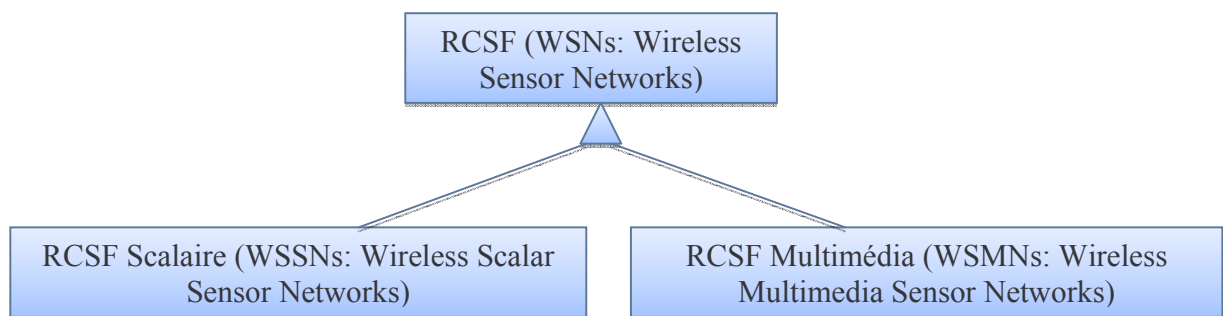 RCSF (WSNs: Wireless
Sensor Networks)
RCSF Scalaire (WSSNs: Wireless Scalar
Sensor Networks)
RCSF Multimédia (WSMNs: Wireless
Multimedia Sensor Networks)